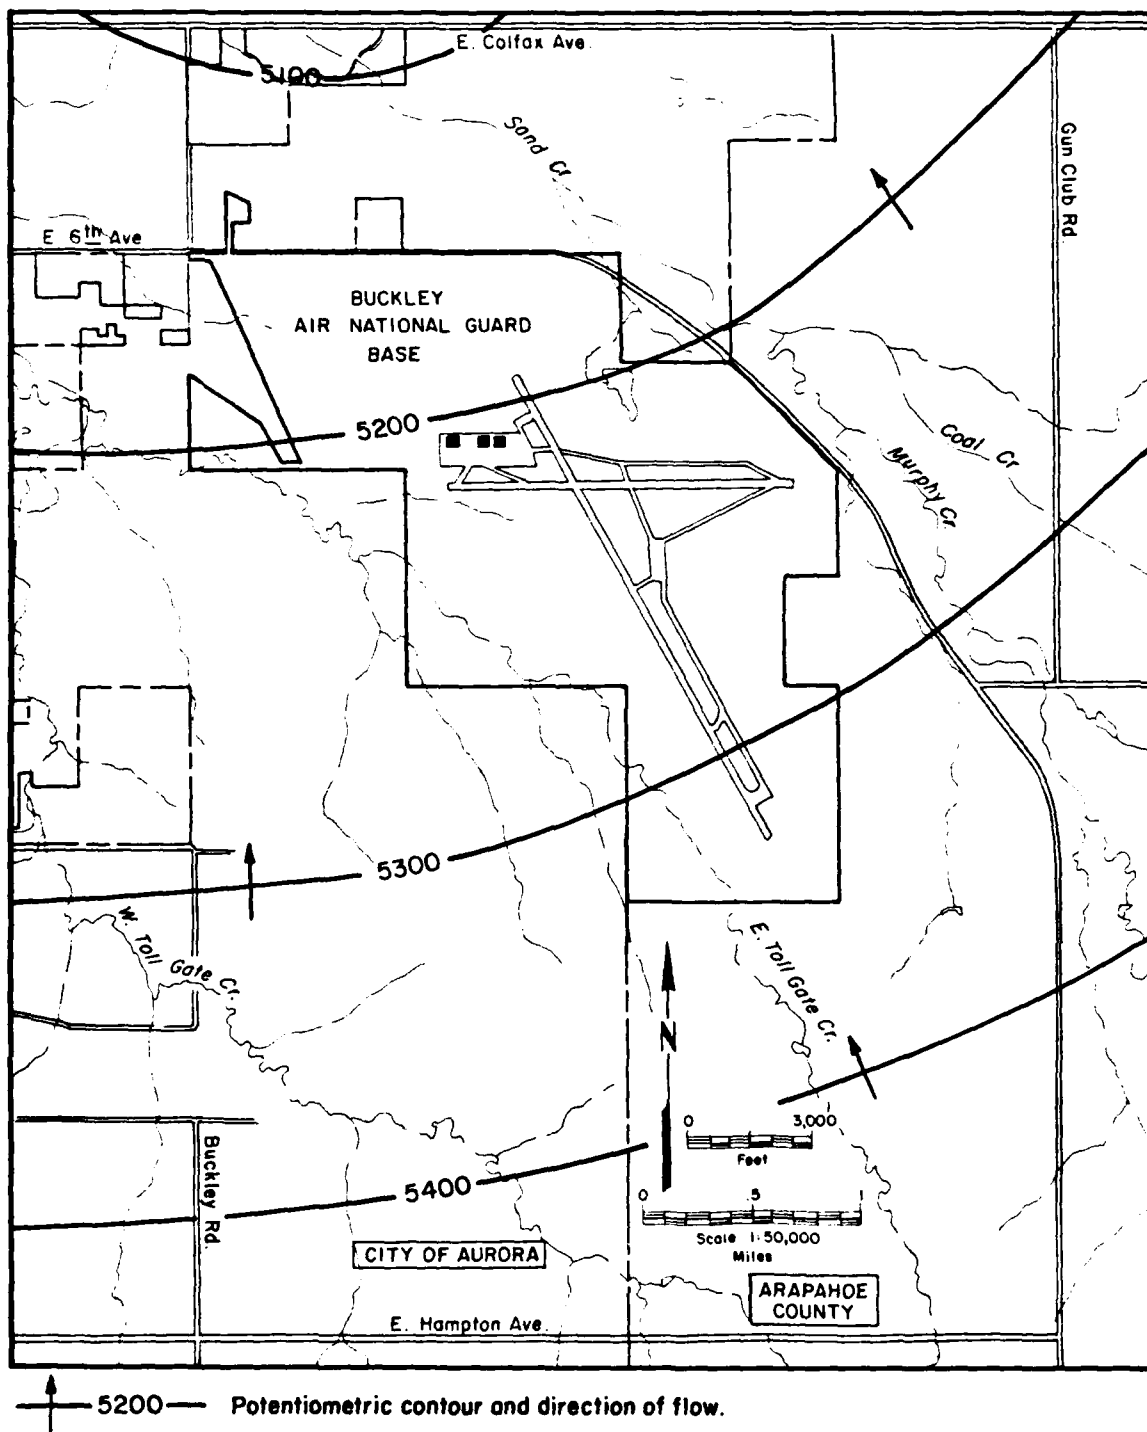 E. Colfax Ave.
5100
Sand Cr.
Gun Club Rd.
E. 6th Ave
BUCKLEY
AIR NATIONAL GUARD
BASE
5200
Coal Cr
Murphy Cr.
5300
W. Toll Gate Cr.
E. Toll Gate Cr.
N
0 3,000
Feet
Buckley Rd.
5400
0 .5 1
Scale 1:50,000
Miles
CITY OF AURORA
ARAPAHOE
COUNTY
E. Hampton Ave.
5200 Potentiometric contour and direction of flow.